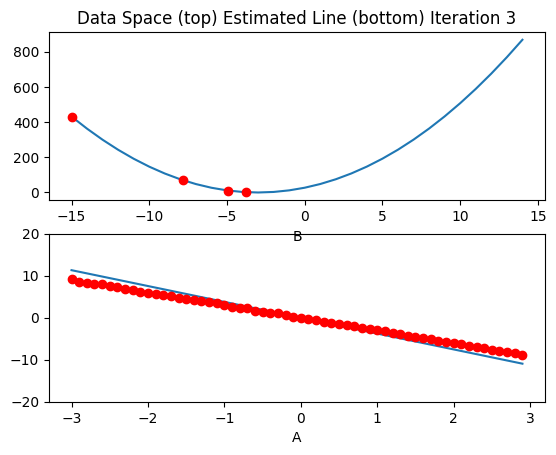 Data Space (top) Estimated Line (bottom) Iteration 3
800
600
400
200
0
−15 −10 −5 0 5 10 15
B
20
10
0
−10
−20
−3 −2 −1 0 1 2 3
A